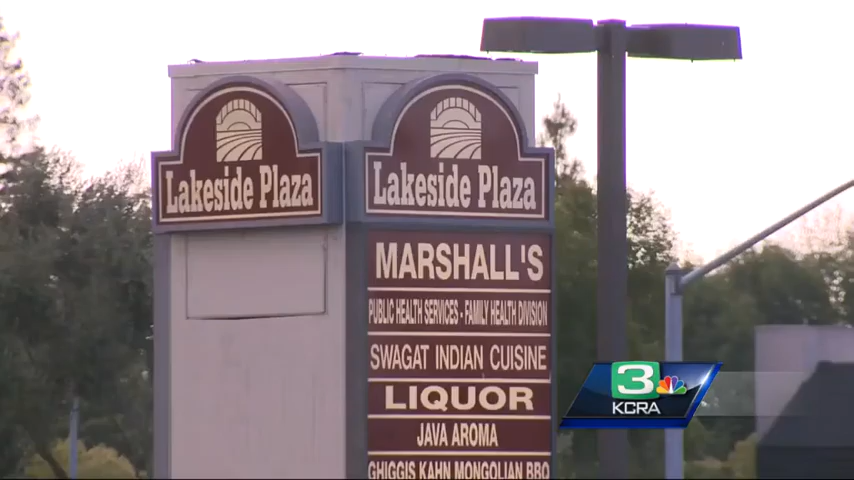 Lakeside Plaza
Lakeside Plaza
MARSHALL'S
PUBLIC HEALTH SERVICES - FAMILY HEALTH DIVISION
SWAGAT INDIAN CUISINE
LIQUOR
JAVA AROMA
GHIGGIS KAHN MONGOLIAN BBQ
3
KCRA